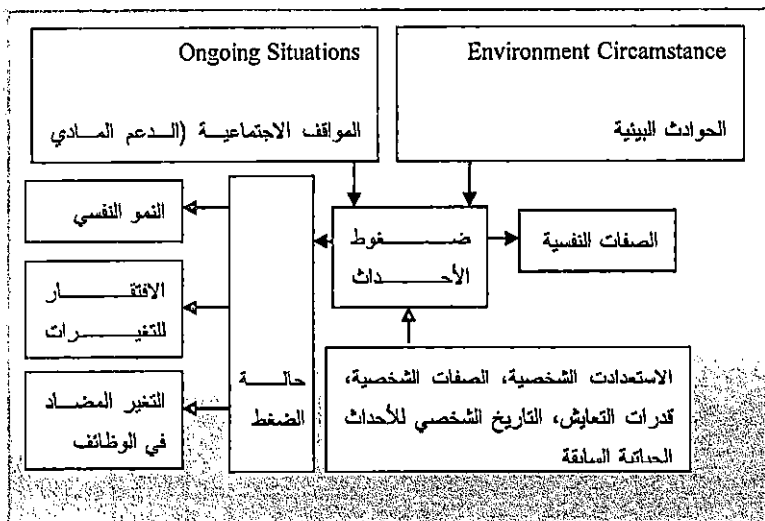 Ongoing Situations
المواقف الاجتماعية (الدعم المادي
Environment Circamstance
الحوادث البيئية
النمو النفسي
الافتقار
للتغيرات
التغير المضاد
في الوظائف
حالة
الضغط
ضغوط
الأحداث
الصفات النفسية
الاستعدادت الشخصية، الصفات الشخصية،
قدرات التعايش، التاريخ الشخصي للأحداث
الحياتية السابقة